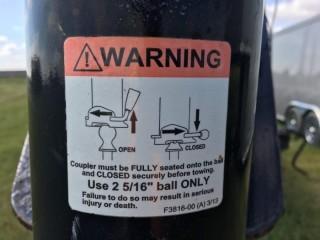 WARNING
OPEN CLOSED
Coupler must be FULLY seated onto the ball
and CLOSED securely before towing.
Use 2 5/16" ball ONLY
Failure to do so may result in serious
injury or death.
F3816-00 (A) 3/13